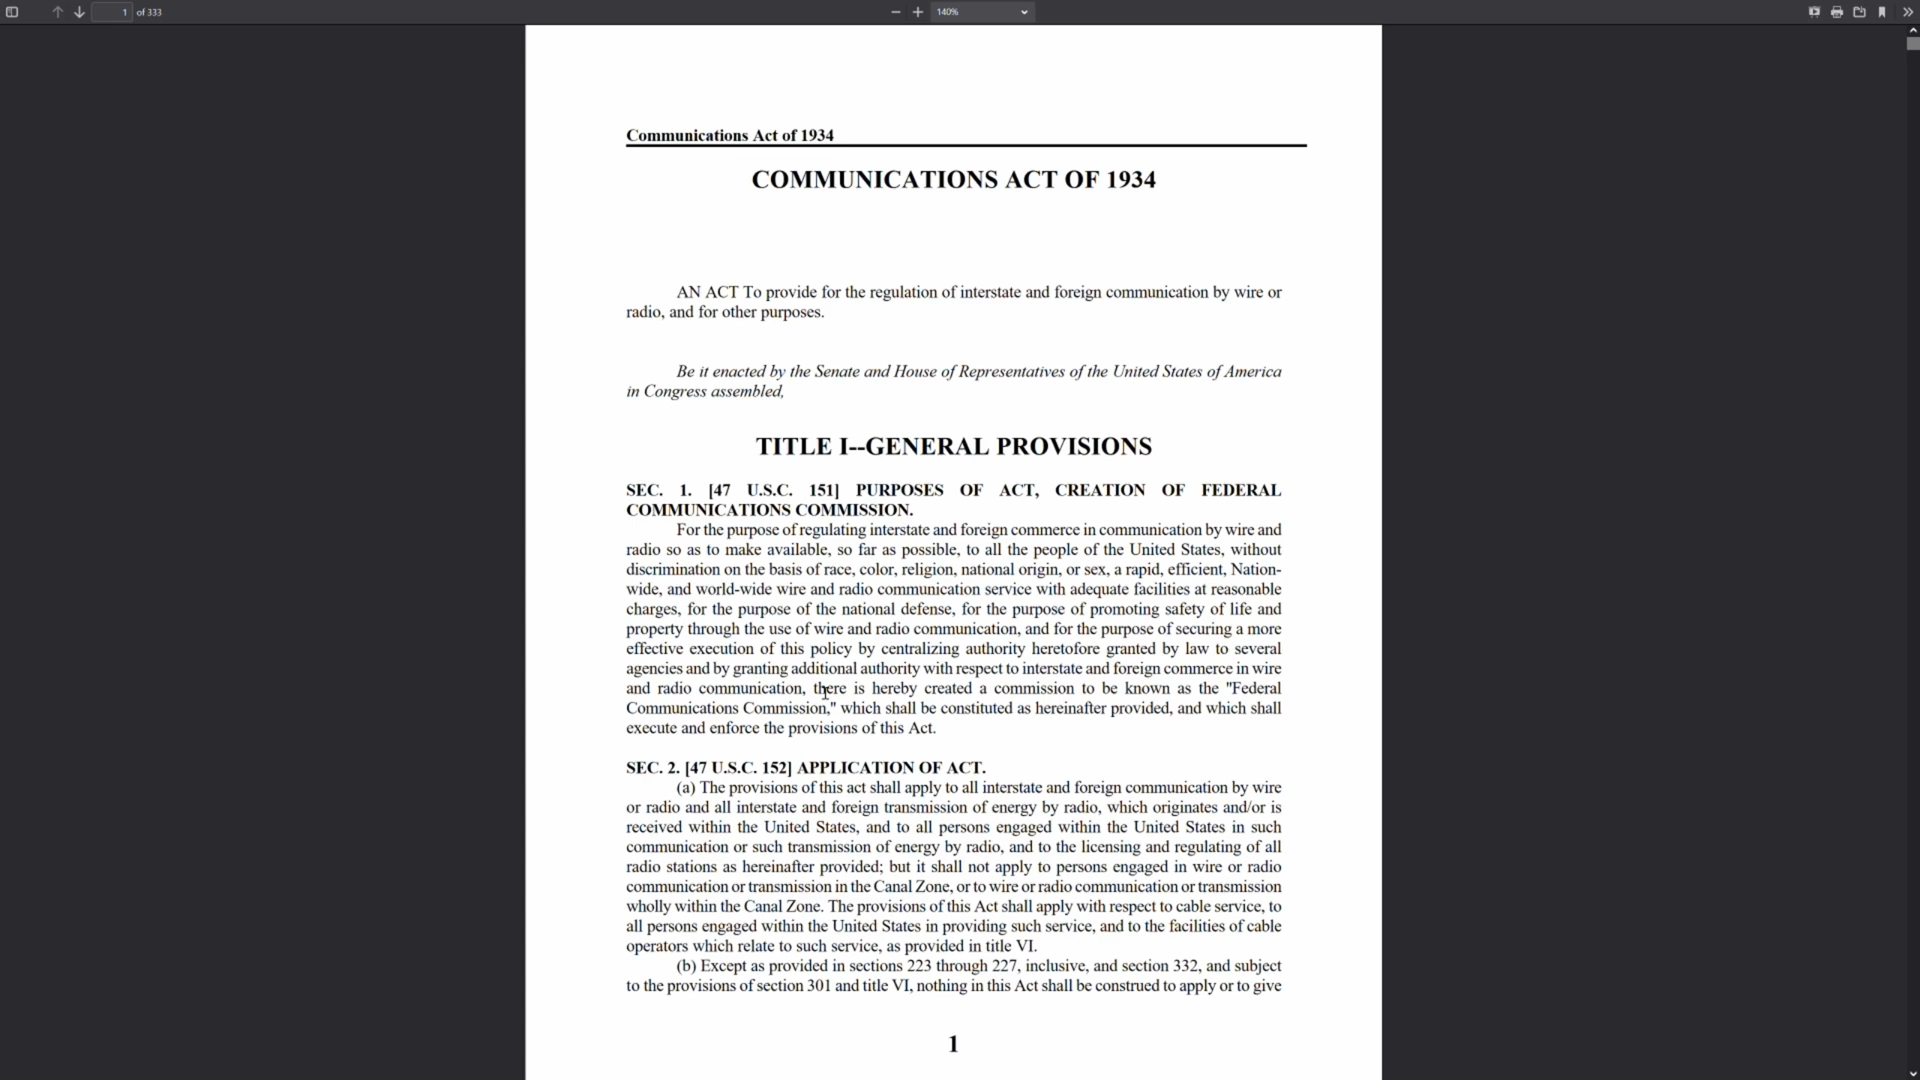 1 of 333
140%
Communications Act of 1934
COMMUNICATIONS ACT OF 1934
AN ACT To provide for the regulation of interstate and foreign communication by wire or
radio, and for other purposes.
Be it enacted by the Senate and House of Representatives of the United States of America
in Congress assembled,
TITLE I--GENERAL PROVISIONS
SEC. 1. [47 U.S.C. 151] PURPOSES OF ACT, CREATION OF FEDERAL
COMMUNICATIONS COMMISSION.
For the purpose of regulating interstate and foreign commerce in communication by wire and
radio so as to make available, so far as possible, to all the people of the United States, without
discrimination on the basis of race, color, religion, national origin, or sex, a rapid, efficient, Nation-
wide, and world-wide wire and radio communication service with adequate facilities at reasonable
charges, for the purpose of the national defense, for the purpose of promoting safety of life and
property through the use of wire and radio communication, and for the purpose of securing a more
effective execution of this policy by centralizing authority heretofore granted by law to several
agencies and by granting additional authority with respect to interstate and foreign commerce in wire
and radio communication, there is hereby created a commission to be known as the "Federal
Communications Commission," which shall be constituted as hereinafter provided, and which shall
execute and enforce the provisions of this Act.
SEC. 2. [47 U.S.C. 152] APPLICATION OF ACT.
(a) The provisions of this act shall apply to all interstate and foreign communication by wire
or radio and all interstate and foreign transmission of energy by radio, which originates and/or is
received within the United States, and to all persons engaged within the United States in such
communication or such transmission of energy by radio, and to the licensing and regulating of all
radio stations as hereinafter provided; but it shall not apply to persons engaged in wire or radio
communication or transmission in the Canal Zone, or to wire or radio communication or transmission
wholly within the Canal Zone. The provisions of this Act shall apply with respect to cable service, to
all persons engaged within the United States in providing such service, and to the facilities of cable
operators which relate to such service, as provided in title VI.
(b) Except as provided in sections 223 through 227, inclusive, and section 332, and subject
to the provisions of section 301 and title VI, nothing in this Act shall be construed to apply or to give
1